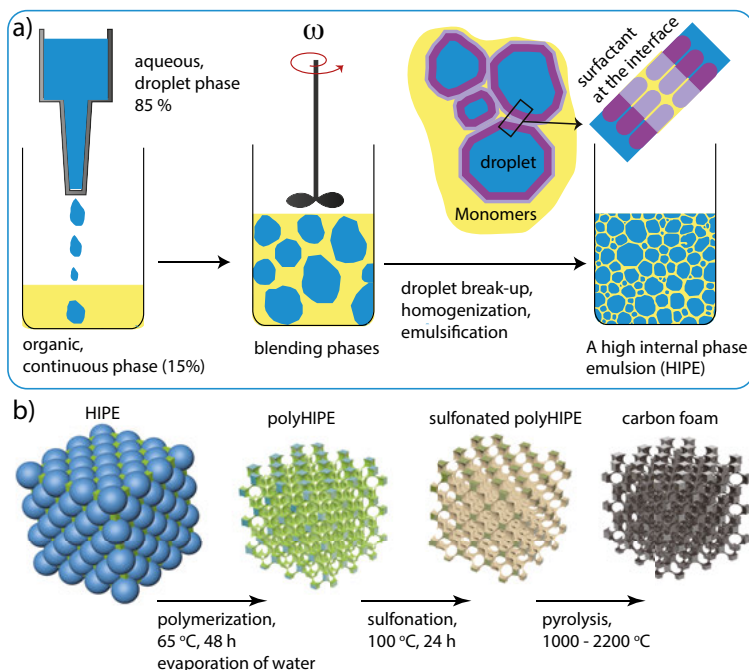 a)
aqueous,
droplet phase
85 %
ω
surfactant
at the interface
droplet
Monomers
organic,
continuous phase (15%)
blending phases
droplet break-up,
homogenization,
emulsification
A high internal phase
emulsion (HIPE)
b)
HIPE
polyHIPE
sulfonated polyHIPE
carbon foam
polymerization,
65 °C, 48 h
evaporation of water
sulfonation,
100 °C, 24 h
pyrolysis,
1000 - 2200 °C